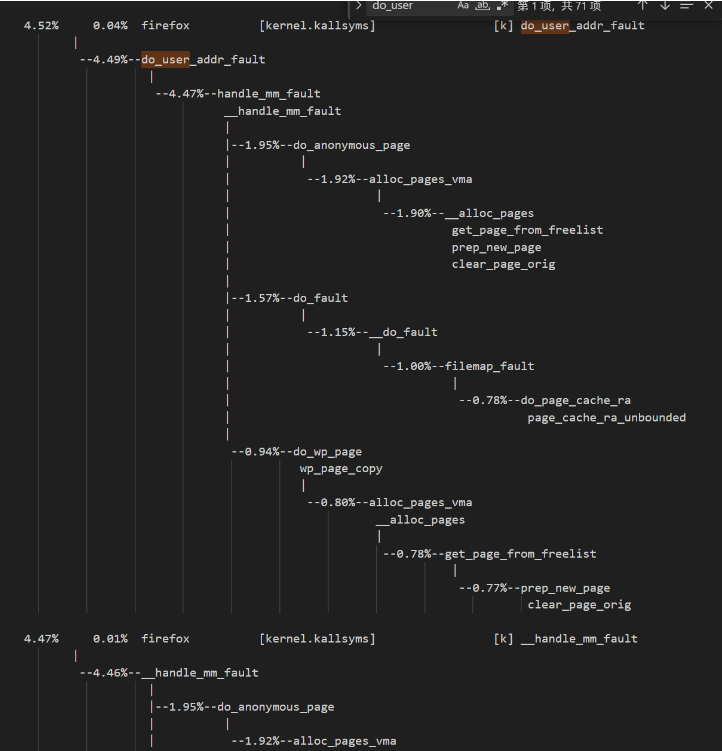 do_user Aa ab .* 第 1 项, 共 71 项
4.52% 0.04% firefox [kernel.kallsyms] [k] do_user_addr_fault
|
--4.49%--do_user_addr_fault
|
--4.47%--handle_mm_fault
__handle_mm_fault
|
|--1.95%--do_anonymous_page
| |
| --1.92%--alloc_pages_vma
| |
| --1.90%--__alloc_pages
| get_page_from_freelist
| prep_new_page
| clear_page_orig
|
|--1.57%--do_fault
| |
| --1.15%--__do_fault
| |
| --1.00%--filemap_fault
| |
| --0.78%--do_page_cache_ra
| page_cache_ra_unbounded
|
--0.94%--do_wp_page
wp_page_copy
|
--0.80%--alloc_pages_vma
__alloc_pages
|
--0.78%--get_page_from_freelist
|
--0.77%--prep_new_page
clear_page_orig
4.47% 0.01% firefox [kernel.kallsyms] [k] __handle_mm_fault
|
--4.46%--__handle_mm_fault
|
|--1.95%--do_anonymous_page
| |
| --1.92%--alloc_pages_vma